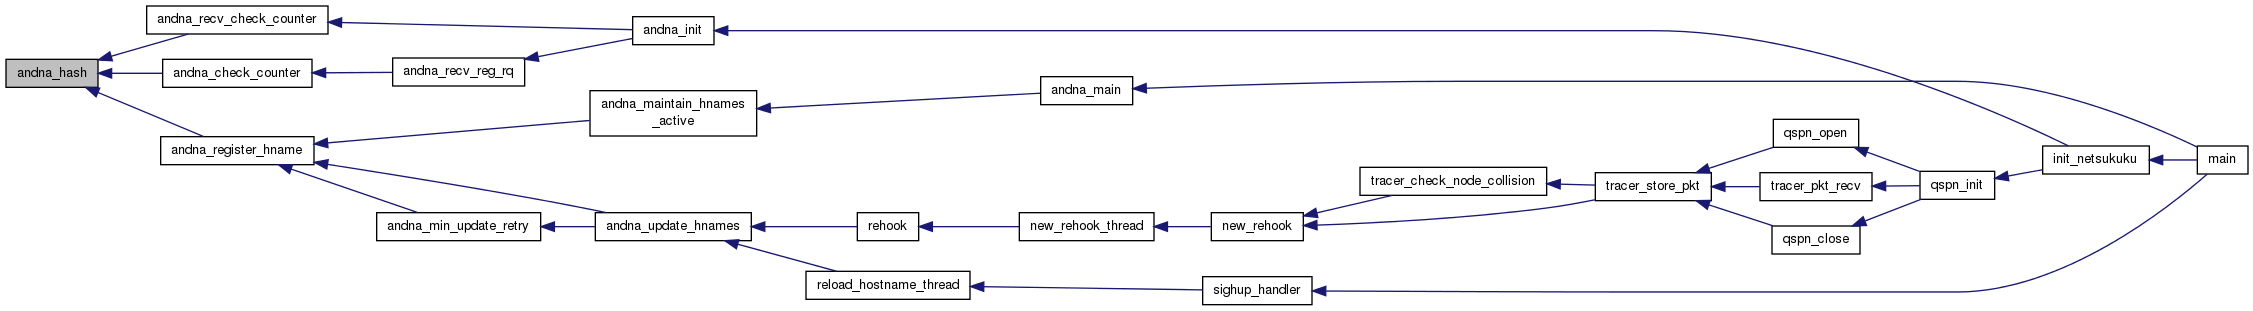 andna_recv_check_counter
andna_init
andna_hash
andna_check_counter
andna_recv_reg_rq
andna_maintain_hnames
_active
andna_main
andna_register_hname
qspn_open
init_netsukuku
main
tracer_check_node_collision
tracer_store_pkt
tracer_pkt_recv
qspn_init
andna_min_update_retry
andna_update_hnames
rehook
new_rehook_thread
new_rehook
qspn_close
reload_hostname_thread
sighup_handler